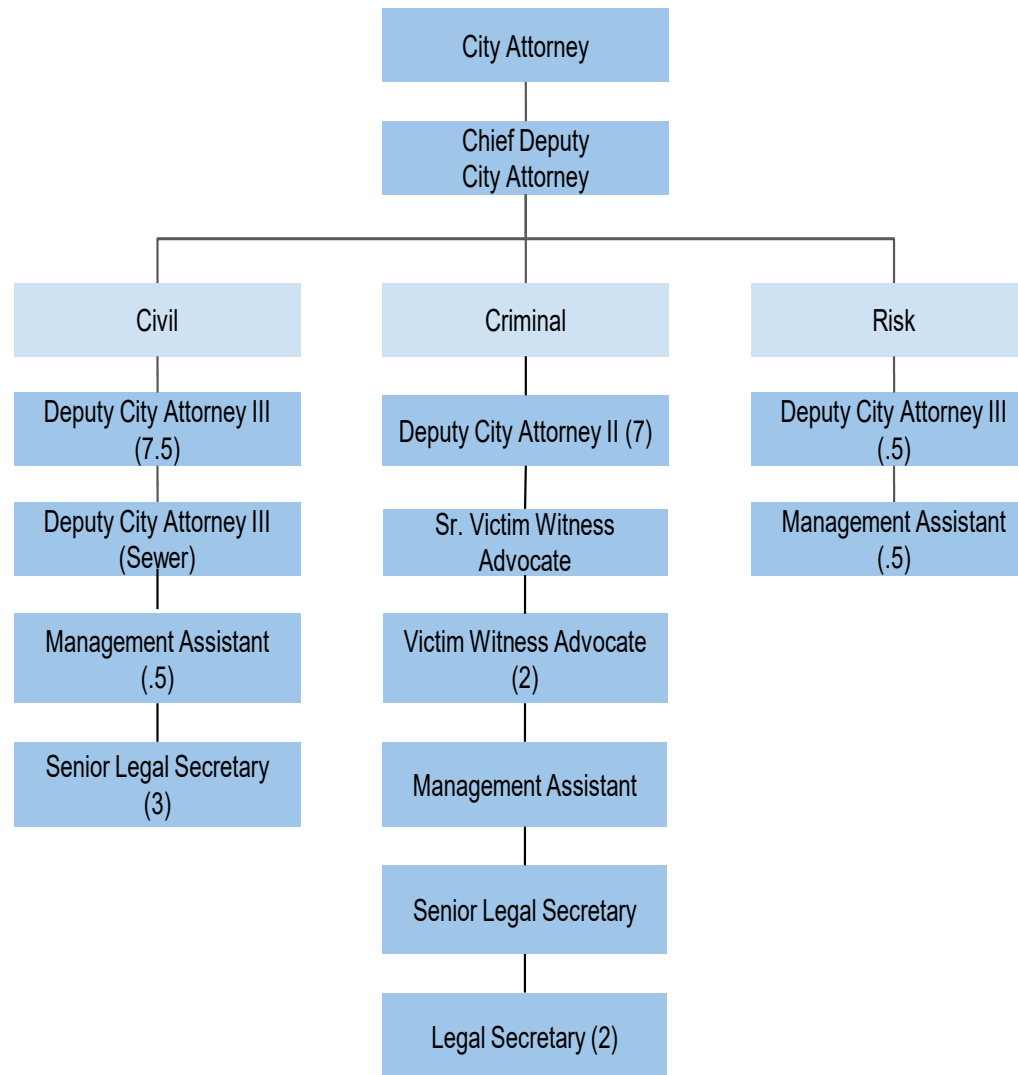 City Attorney
Chief Deputy
City Attorney
Civil
Criminal
Risk
Deputy City Attorney III
(7.5)
Deputy City Attorney II (7)
Deputy City Attorney III
(.5)
Deputy City Attorney III
(Sewer)
Sr. Victim Witness
Advocate
Management Assistant
(.5)
Management Assistant
(.5)
Victim Witness Advocate
(2)
Senior Legal Secretary
(3)
Management Assistant
Senior Legal Secretary
Legal Secretary (2)